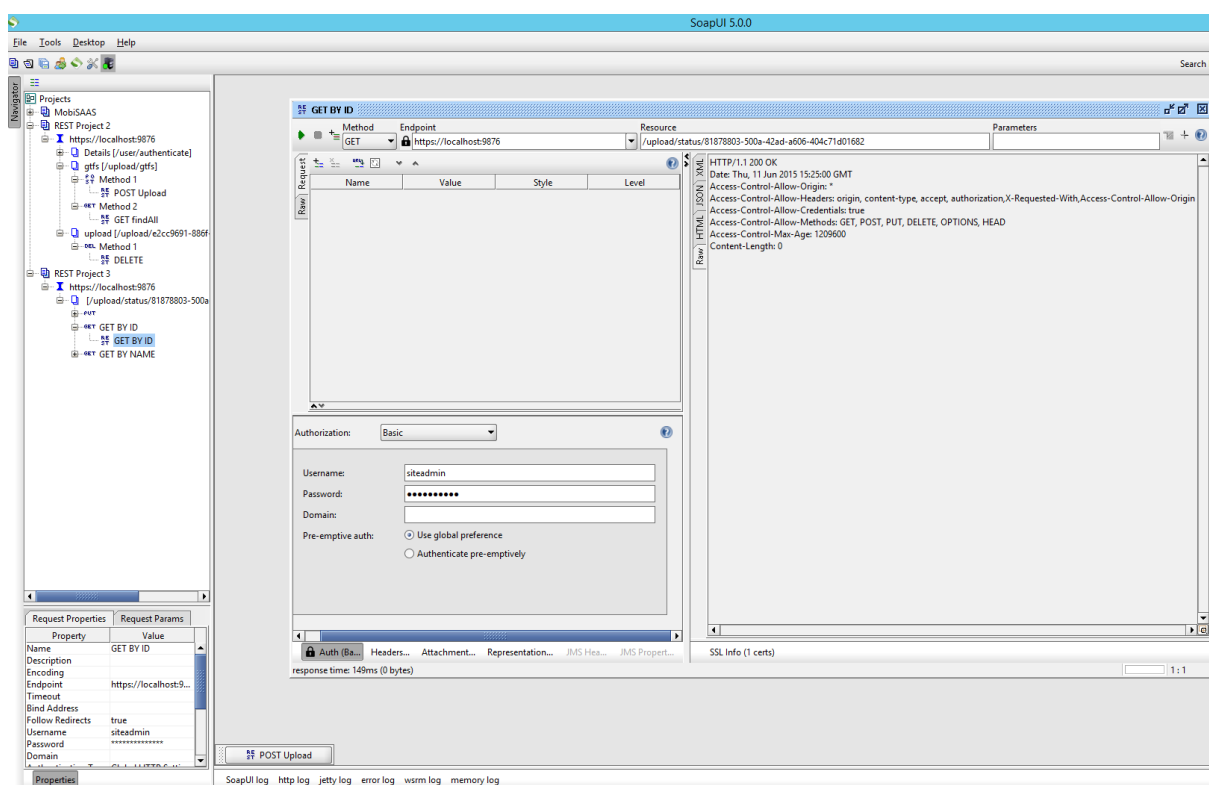 SoapUI 5.0.0
File Tools Desktop Help
Search
Navigator
Projects
MobiSAAS
REST Project 2
https://localhost:9876
Details [/user/authenticate]
gtfs [/upload/gtfs]
Method 1
POST Upload
Method 2
GET findAll
upload [/upload/e2cc9691-886f-
DEL Method 1
DELETE
REST Project 3
https://localhost:9876
[/upload/status/81878803-500a
PUT
GET GET BY ID
GET BY ID
GET GET BY NAME
Request Properties Request Params
Property Value
Name GET BY ID
Description
Encoding
Endpoint https://localhost:9...
Timeout
Bind Address
Follow Redirects true
Username siteadmin
Password **************
Domain
Properties
GET BY ID
Method Endpoint Resource Parameters
GET https://localhost:9876 /upload/status/81878803-500a-42ad-a606-404c71d01682
Request
Raw
Name Value Style Level
Authorization: Basic
Username: siteadmin
Password: ••••••••••
Domain:
Pre-emptive auth: Use global preference
Authenticate pre-emptively
Auth (Ba... Headers... Attachment... Representation... JMS Hea... JMS Propert...
response time: 149ms (0 bytes)
XML
JSON
HTML
Raw
HTTP/1.1 200 OK
Date: Thu, 11 Jun 2015 15:25:00 GMT
Access-Control-Allow-Origin: *
Access-Control-Allow-Headers: origin, content-type, accept, authorization,X-Requested-With,Access-Control-Allow-Origin
Access-Control-Allow-Credentials: true
Access-Control-Allow-Methods: GET, POST, PUT, DELETE, OPTIONS, HEAD
Access-Control-Max-Age: 1209600
Content-Length: 0
SSL Info (1 certs)
1 : 1
POST Upload
SoapUI log http log jetty log error log wsrm log memory log